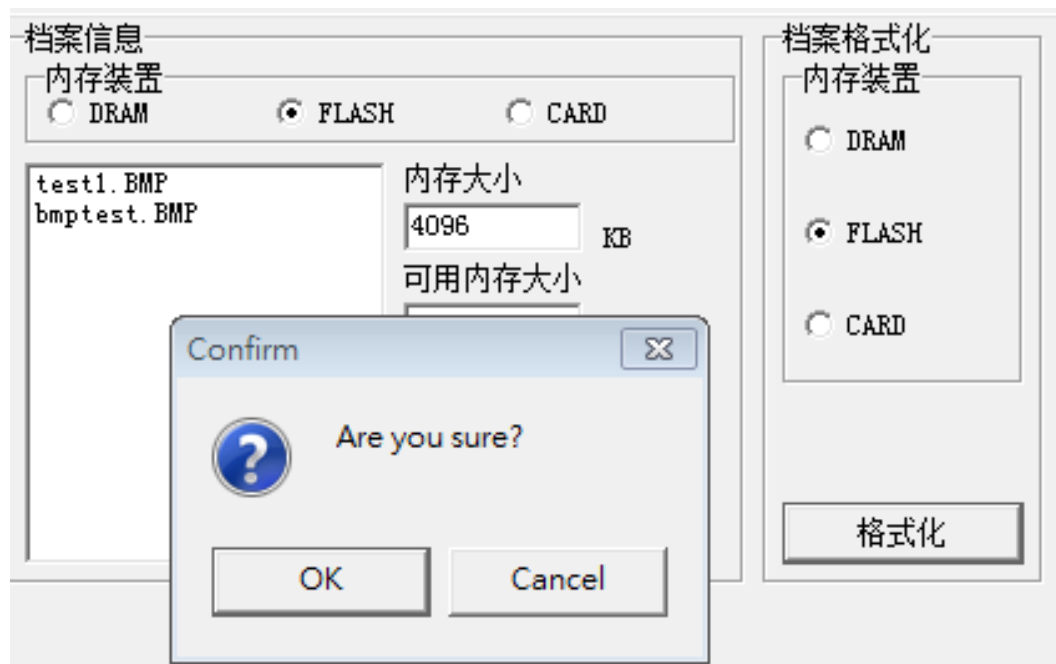 档案信息
内存装置
DRAM
FLASH
CARD
test1.BMP
bmptest.BMP
内存大小
4096
KB
可用内存大小
档案格式化
内存装置
DRAM
FLASH
CARD
格式化
Confirm
Are you sure?
OK
Cancel